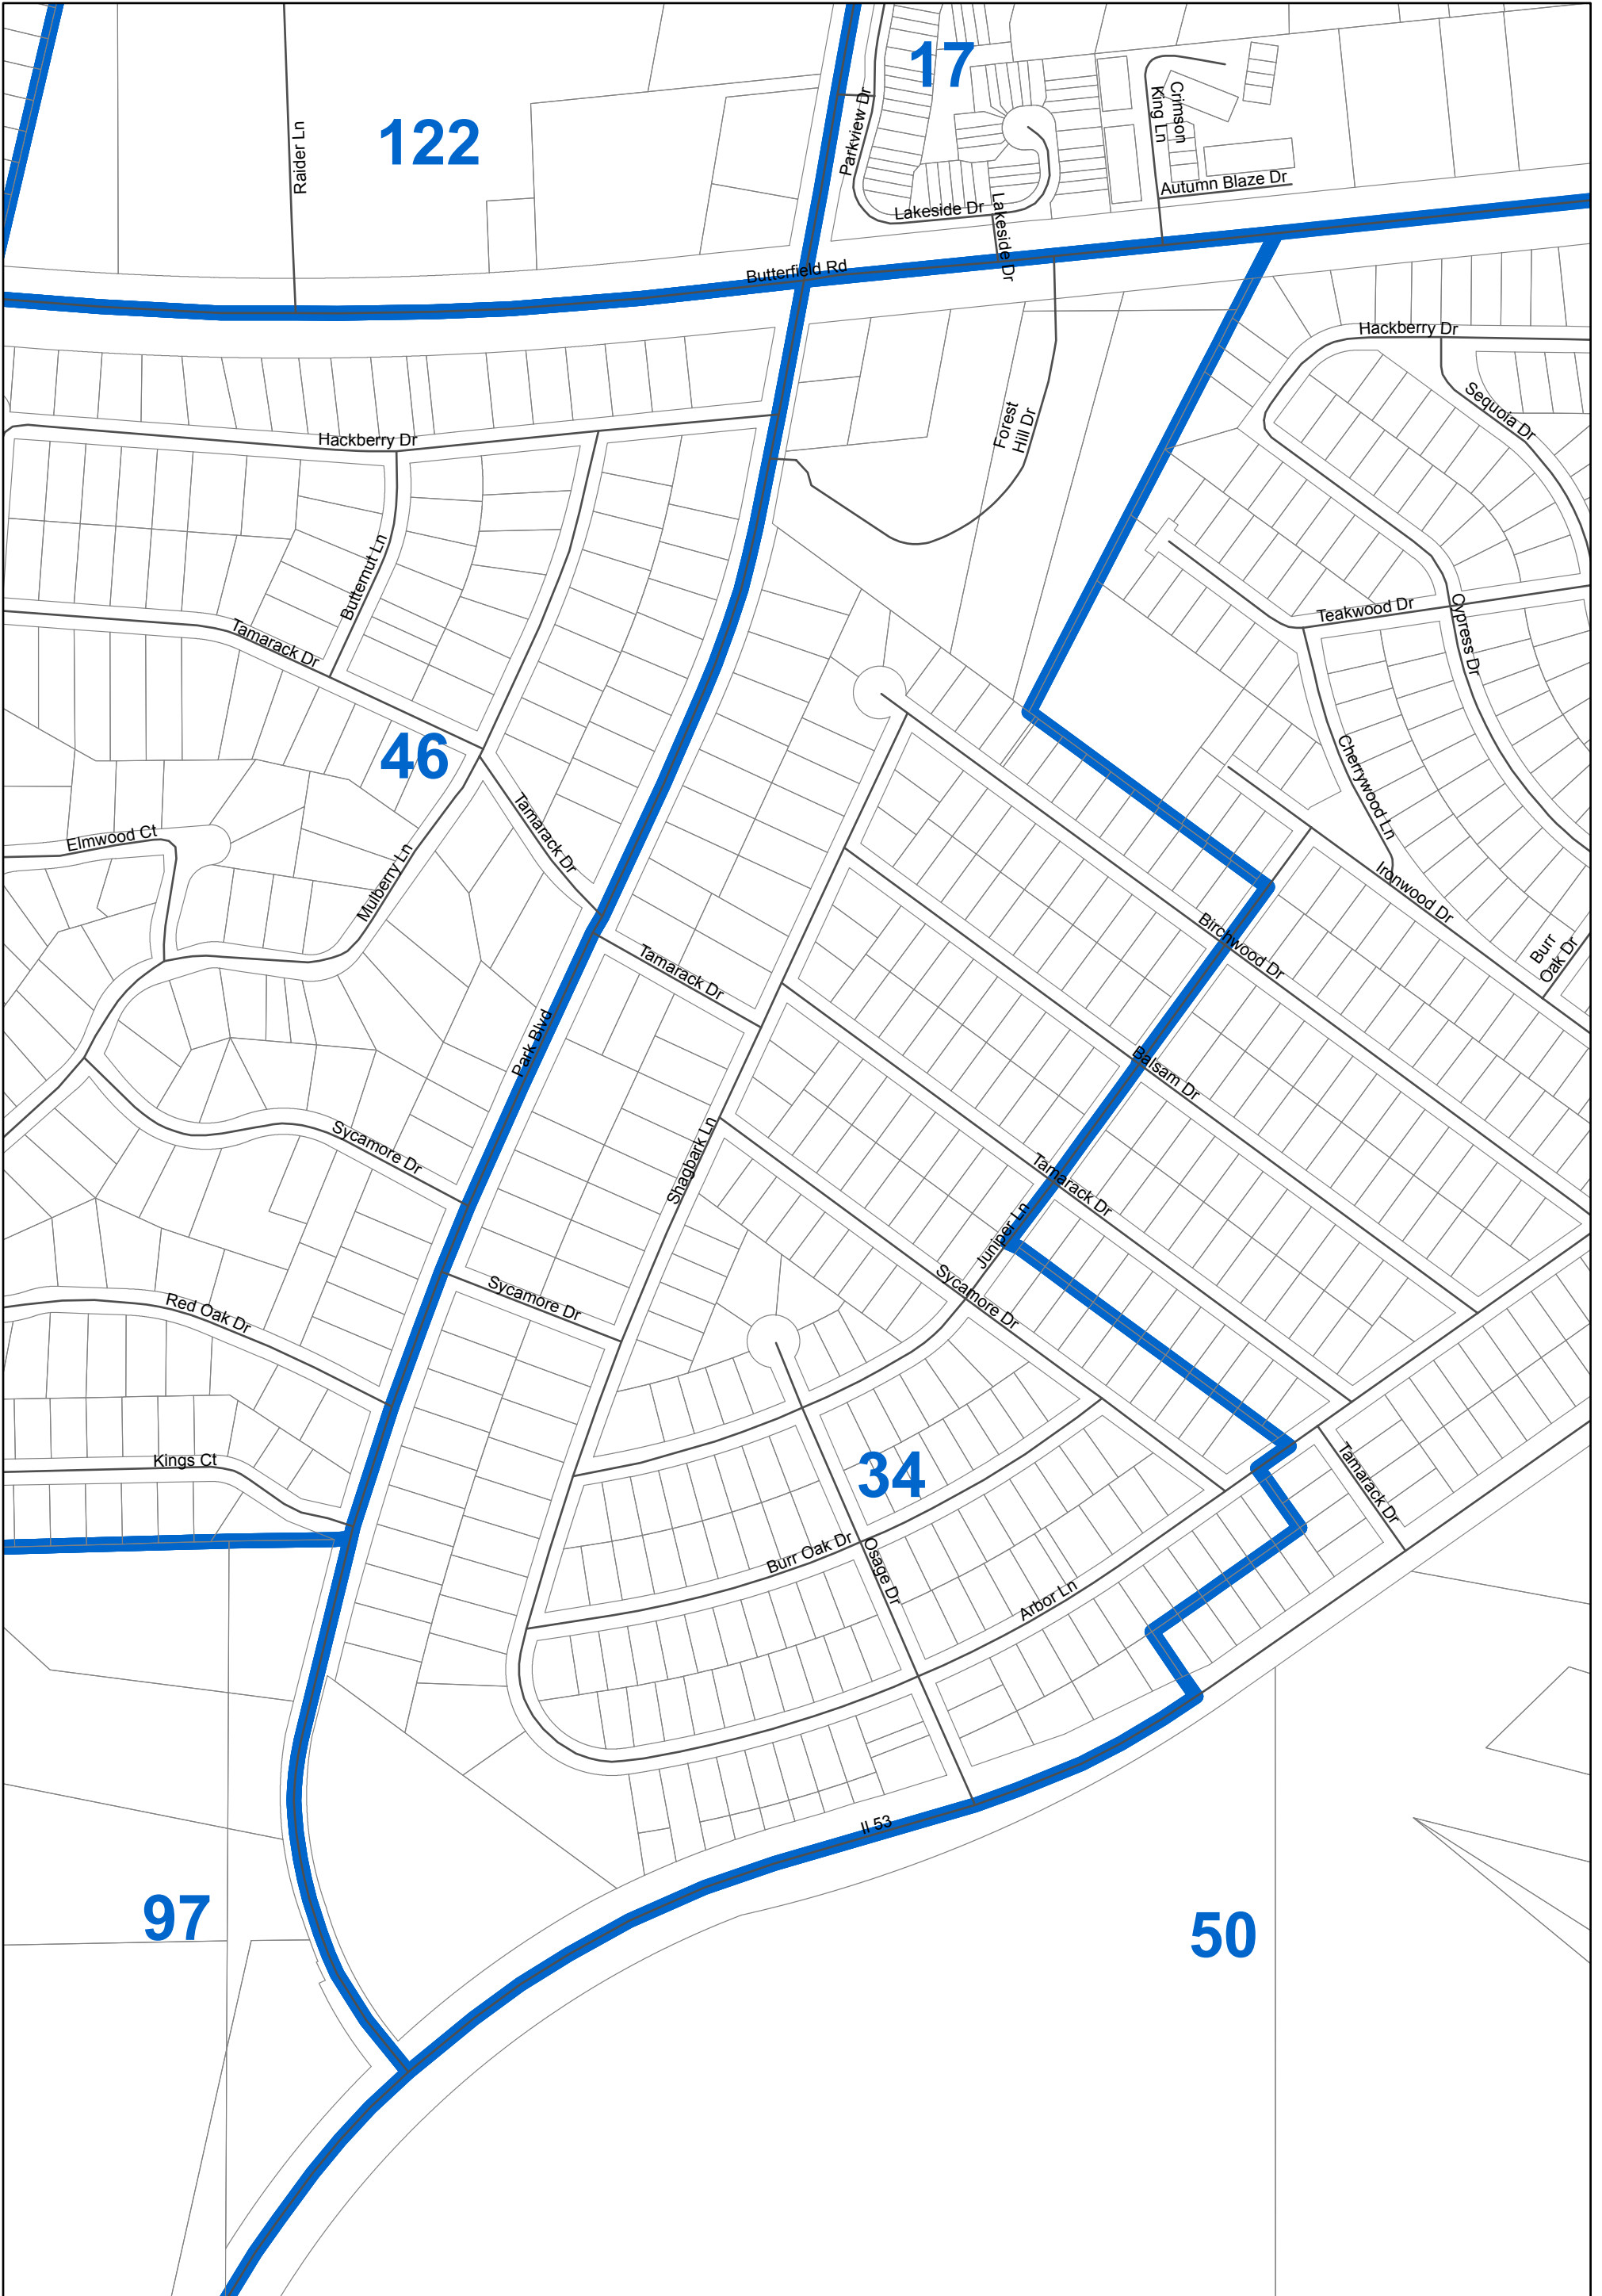 17
122
Raider Ln
Parkview Dr
Crimson
King Ln
Autumn Blaze Dr
Lakeside Dr
Lakeside Dr
Butterfield Rd
Hackberry Dr
Sequoia Dr
Forest
Hill Dr
Hackberry Dr
Butternut Ln
Teakwood Dr
Cypress Dr
Tamarack Dr
46
Cherrywood Ln
Tamarack Dr
Elmwood Ct
Mulberry Ln
Ironwood Dr
Birchwood Dr
Burr
Oak Dr
Tamarack Dr
Park Blvd
Balsam Dr
Sycamore Dr
Shagbark Ln
Tamarack Dr
Juniper Ln
Sycamore Dr
Sycamore Dr
Red Oak Dr
Kings Ct
34
Tamarack Dr
Burr Oak Dr
Osage Dr
Arbor Ln
Il 53
97
50